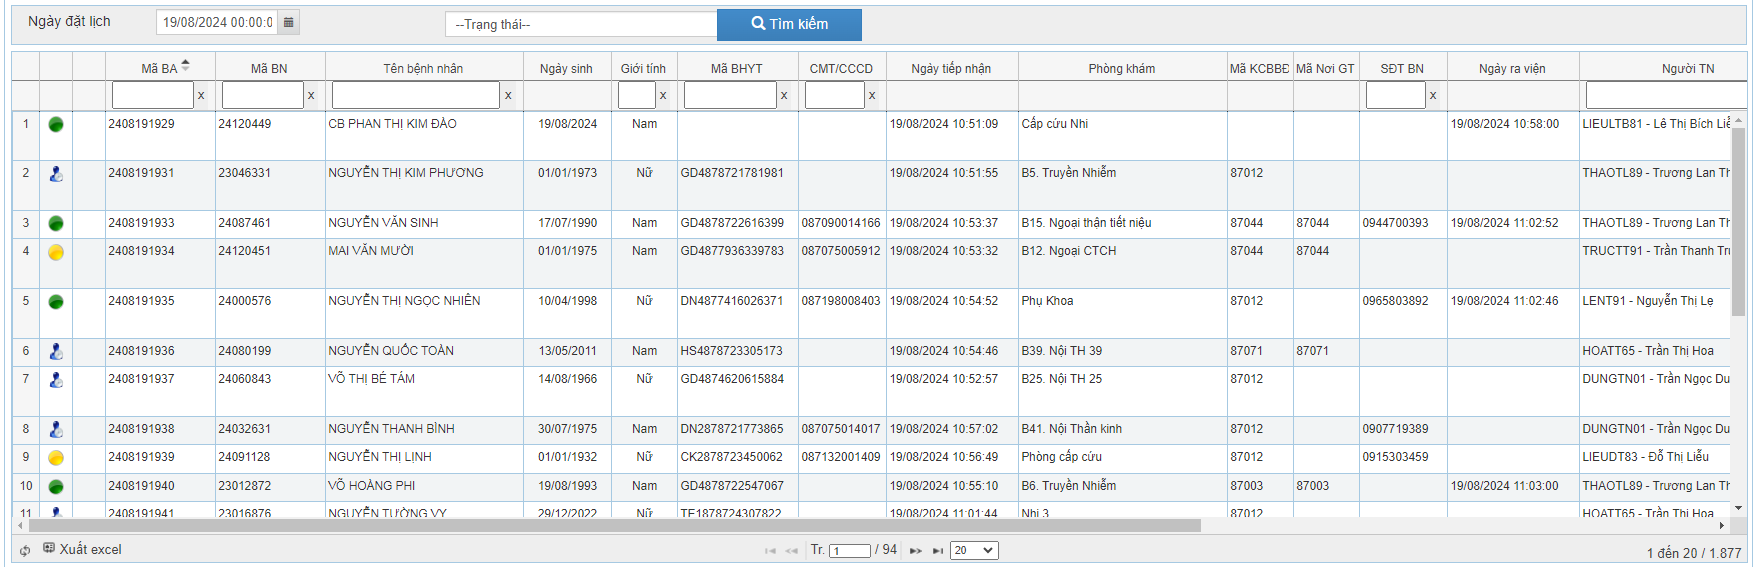 Ngày đặt lịch 19/08/2024 00:00:0 --Trạng thái-- Tìm kiếm
Mã BA Mã BN Tên bệnh nhân Ngày sinh Giới tính Mã BHYT CMT/CCCD Ngày tiếp nhận Phòng khám Mã KCBBĐ Mã Nơi GT SĐT BN Ngày ra viện Người TN
x x x x x x x
1 2408191929 24120449 CB PHAN THỊ KIM ĐÀO 19/08/2024 Nam 19/08/2024 10:51:09 Cấp cứu Nhi 19/08/2024 10:58:00 LIEULTB81 - Lê Thị Bích Liễ
2 2408191931 23046331 NGUYỄN THỊ KIM PHƯƠNG 01/01/1973 Nữ GD4878721781981 19/08/2024 10:51:55 B5. Truyền Nhiễm 87012 THAOTL89 - Trương Lan Th
3 2408191933 24087461 NGUYỄN VĂN SINH 17/07/1990 Nam GD4878722616399 087090014166 19/08/2024 10:53:37 B15. Ngoại thận tiết niệu 87044 87044 0944700393 19/08/2024 11:02:52 THAOTL89 - Trương Lan Th
4 2408191934 24120451 MAI VĂN MƯỜI 01/01/1975 Nam GD4877936339783 087075005912 19/08/2024 10:53:32 B12. Ngoại CTCH 87044 87044 TRUCTT91 - Trần Thanh Trú
5 2408191935 24000576 NGUYỄN THỊ NGỌC NHIÊN 10/04/1998 Nữ DN4877416026371 087198008403 19/08/2024 10:54:52 Phụ Khoa 87012 0965803892 19/08/2024 11:02:46 LENT91 - Nguyễn Thị Lẹ
6 2408191936 24080199 NGUYỄN QUỐC TOÀN 13/05/2011 Nam HS4878723305173 19/08/2024 10:54:46 B39. Nội TH 39 87071 87071 HOATT65 - Trần Thị Hoa
7 2408191937 24060843 VÕ THỊ BÉ TÁM 14/08/1966 Nữ GD4874620615884 19/08/2024 10:52:57 B25. Nội TH 25 87012 DUNGTN01 - Trần Ngọc Du
8 2408191938 24032631 NGUYỄN THANH BÌNH 30/07/1975 Nam DN2878721773865 087075014017 19/08/2024 10:57:02 B41. Nội Thần kinh 87012 0907719389 DUNGTN01 - Trần Ngọc Du
9 2408191939 24091128 NGUYỄN THỊ LỊNH 01/01/1932 Nữ CK2878723450062 087132001409 19/08/2024 10:56:49 Phòng cấp cứu 87012 0915303459 LIEUDT83 - Đỗ Thị Liễu
10 2408191940 23012872 VÕ HOÀNG PHI 19/08/1993 Nam GD4878722547067 19/08/2024 10:55:10 B6. Truyền Nhiễm 87003 87003 19/08/2024 11:03:00 THAOTL89 - Trương Lan Th
11 2408191941 23016876 NGUYỄN TƯỜNG VY 29/12/2022 Nữ TE1878724307822 19/08/2024 11:01:44 Nhi 3 87012 HOATT65 - Trần Thị Hoa
Xuất excel Tr. 1 / 94 20 1 đến 20 / 1.877